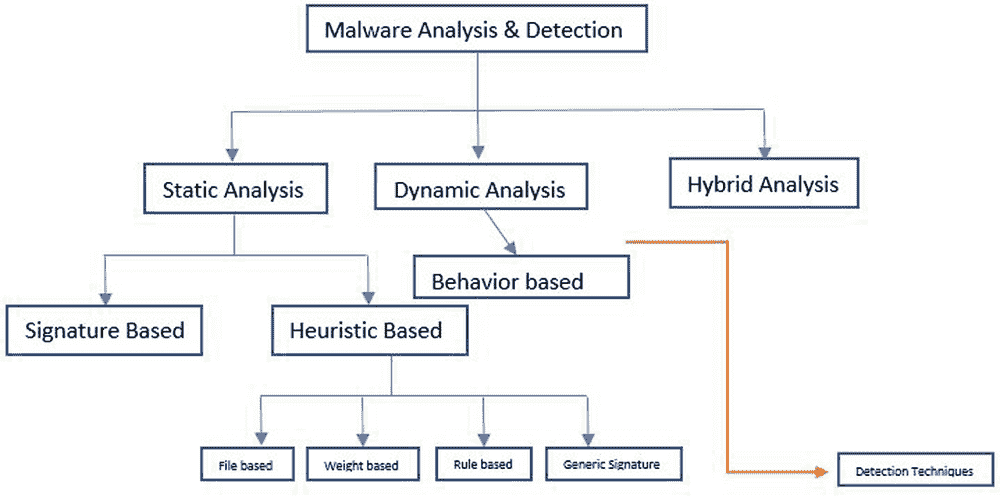 Malware Analysis & Detection
Static Analysis
Dynamic Analysis
Hybrid Analysis
Behavior based
Signature Based
Heuristic Based
File based
Weight based
Rule based
Generic Signature
Detection Techniques